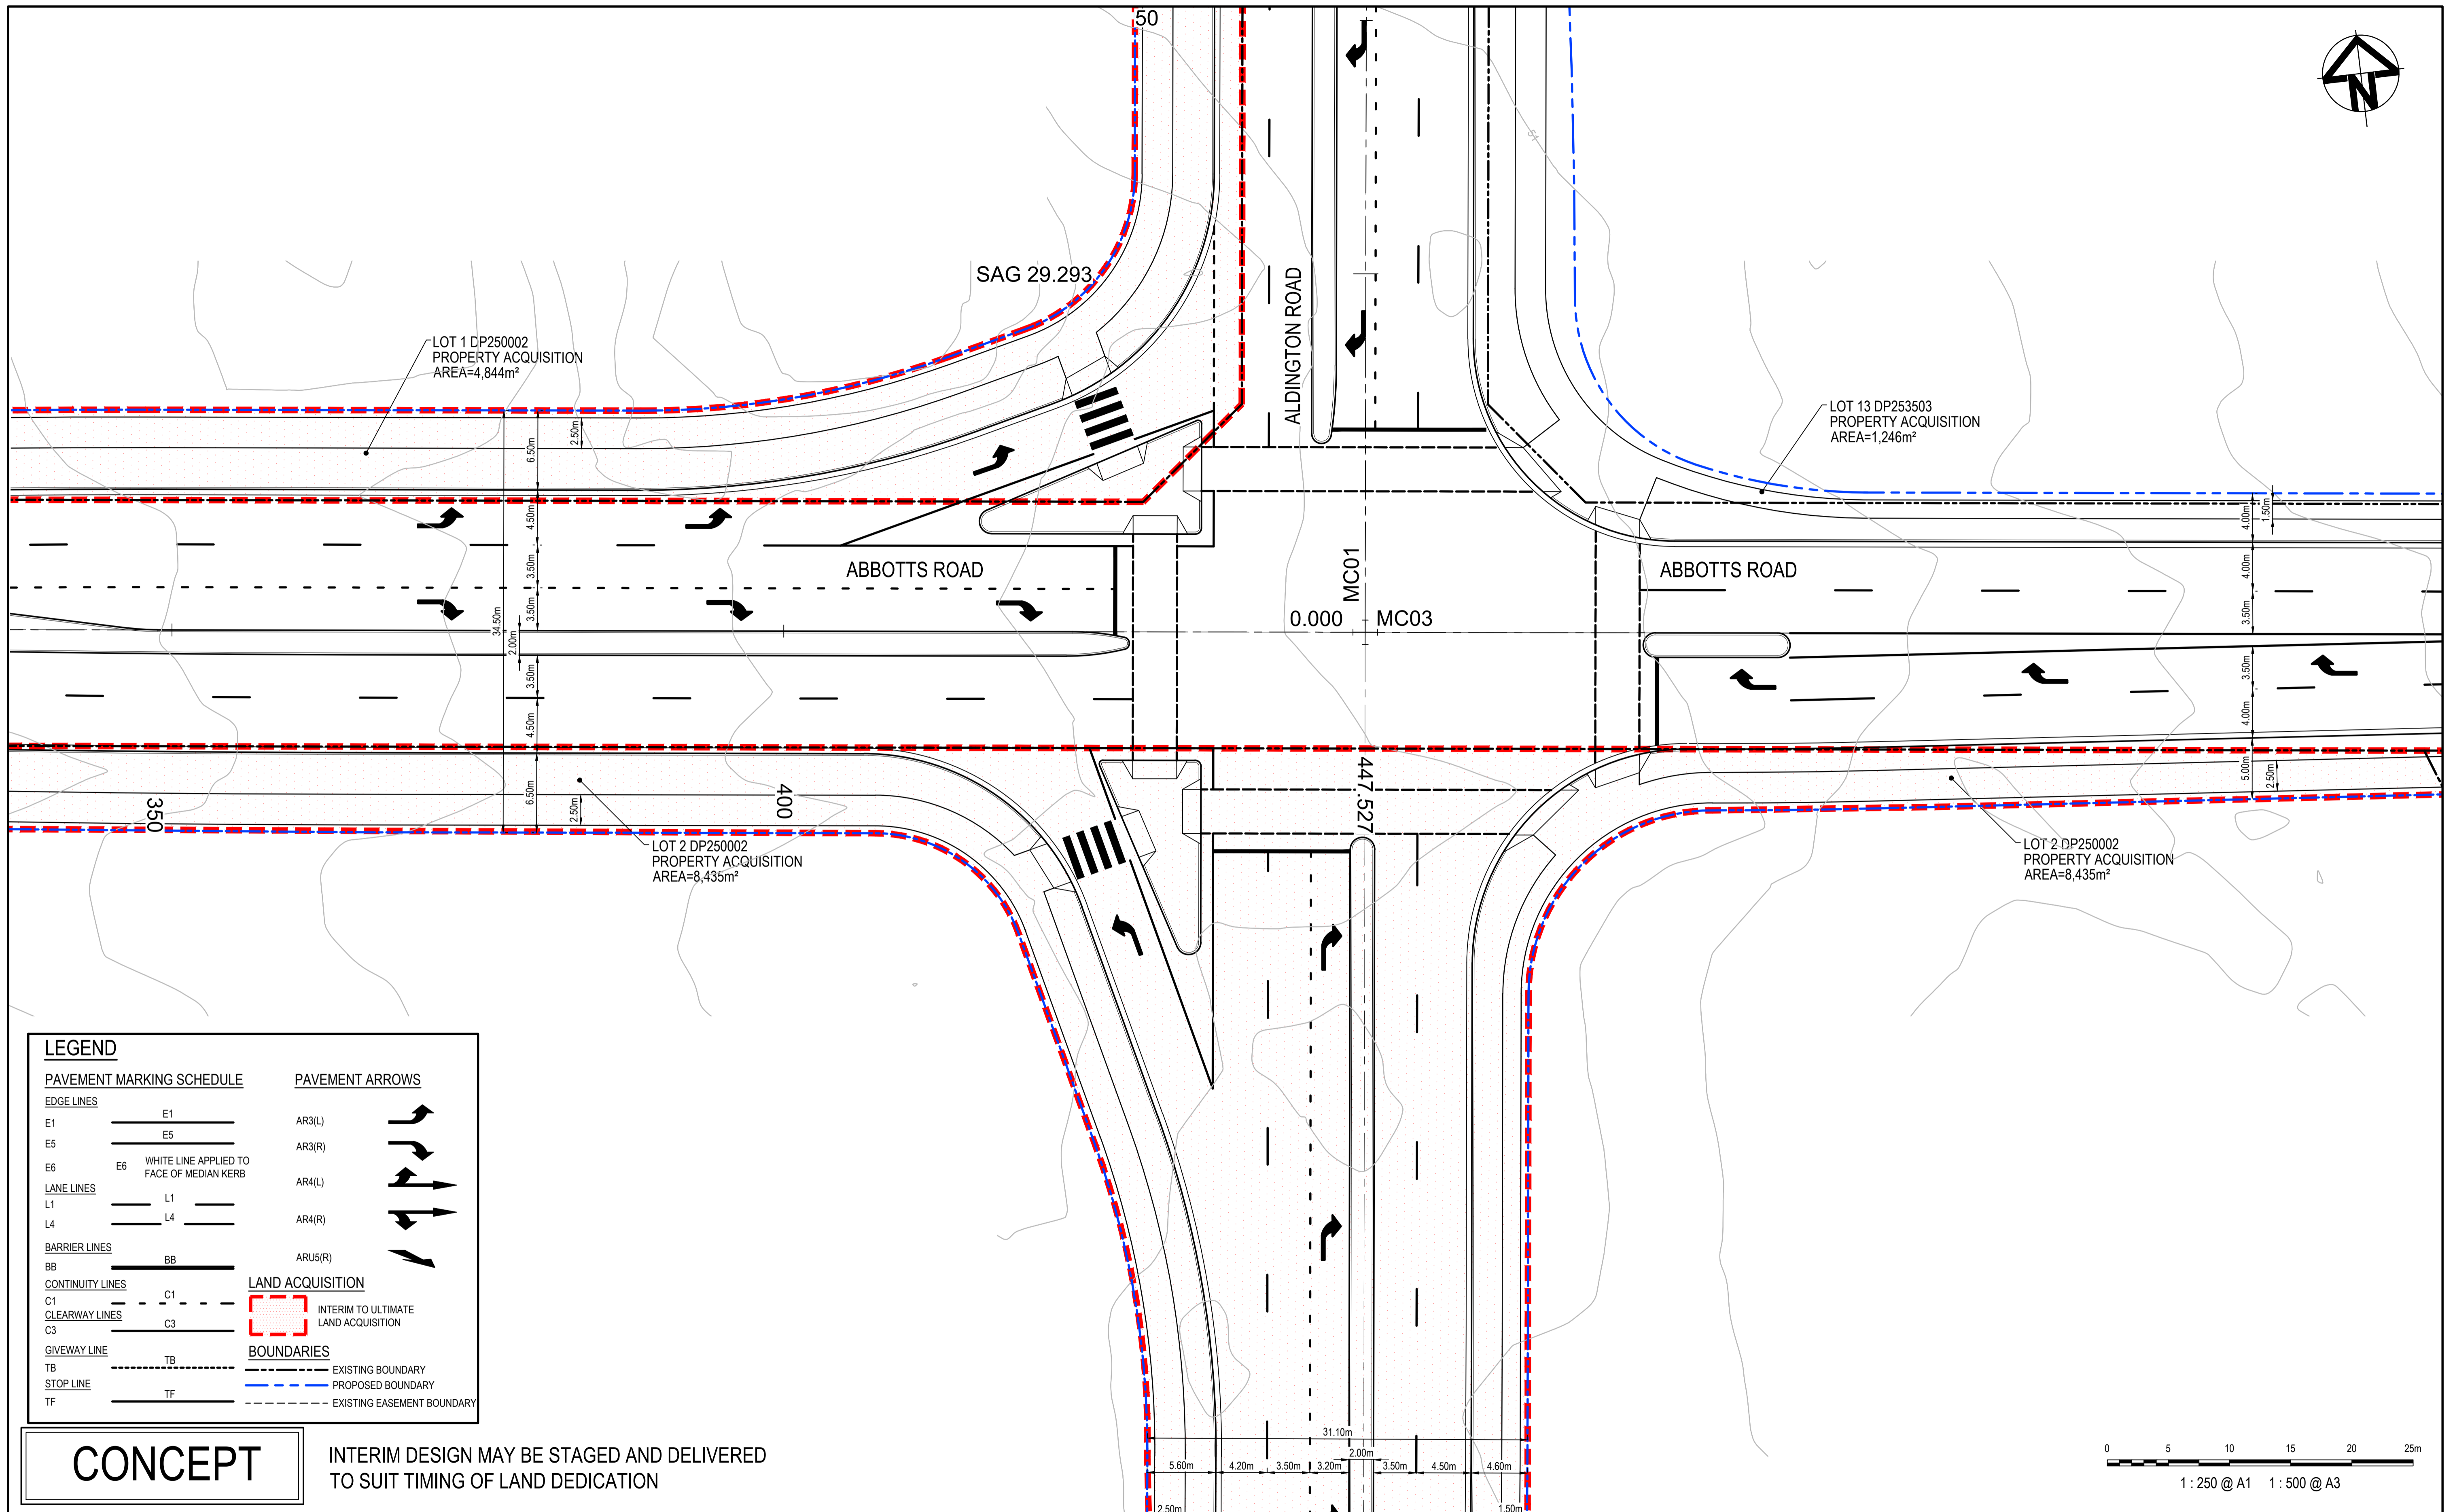 50
N
51
SAG 29.293
ALDINGTON ROAD
LOT 1 DP250002
PROPERTY ACQUISITION
AREA=4,844m²
LOT 13 DP253503
PROPERTY ACQUISITION
AREA=1,246m²
2.50m
6.50m
4.50m
3.50m
3.50m
34.50m
2.00m
3.50m
4.50m
6.50m
2.50m
ABBOTTS ROAD
MC01
0.000
MC03
ABBOTTS ROAD
4.00m
1.50m
4.00m
3.50m
3.50m
4.00m
5.00m
2.50m
350
400
447.527
LOT 2 DP250002
PROPERTY ACQUISITION
AREA=8,435m²
LOT 2 DP250002
PROPERTY ACQUISITION
AREA=8,435m²
LEGEND
PAVEMENT MARKING SCHEDULE
EDGE LINES
E1 E1
E5 E5
E6 E6 WHITE LINE APPLIED TO
FACE OF MEDIAN KERB
LANE LINES
L1 L1
L4 L4
BARRIER LINES
BB BB
CONTINUITY LINES
C1 C1
CLEARWAY LINES
C3 C3
GIVEWAY LINE
TB TB
STOP LINE
TF TF
PAVEMENT ARROWS
AR3(L)
AR3(R)
AR4(L)
AR4(R)
ARU5(R)
LAND ACQUISITION
INTERIM TO ULTIMATE
LAND ACQUISITION
BOUNDARIES
EXISTING BOUNDARY
PROPOSED BOUNDARY
EXISTING EASEMENT BOUNDARY
CONCEPT
INTERIM DESIGN MAY BE STAGED AND DELIVERED
TO SUIT TIMING OF LAND DEDICATION
31.10m
2.00m
5.60m 4.20m 3.50m 3.20m 3.50m 4.50m 4.60m
2.50m 1.50m
0 5 10 15 20 25m
1 : 250 @ A1 1 : 500 @ A3